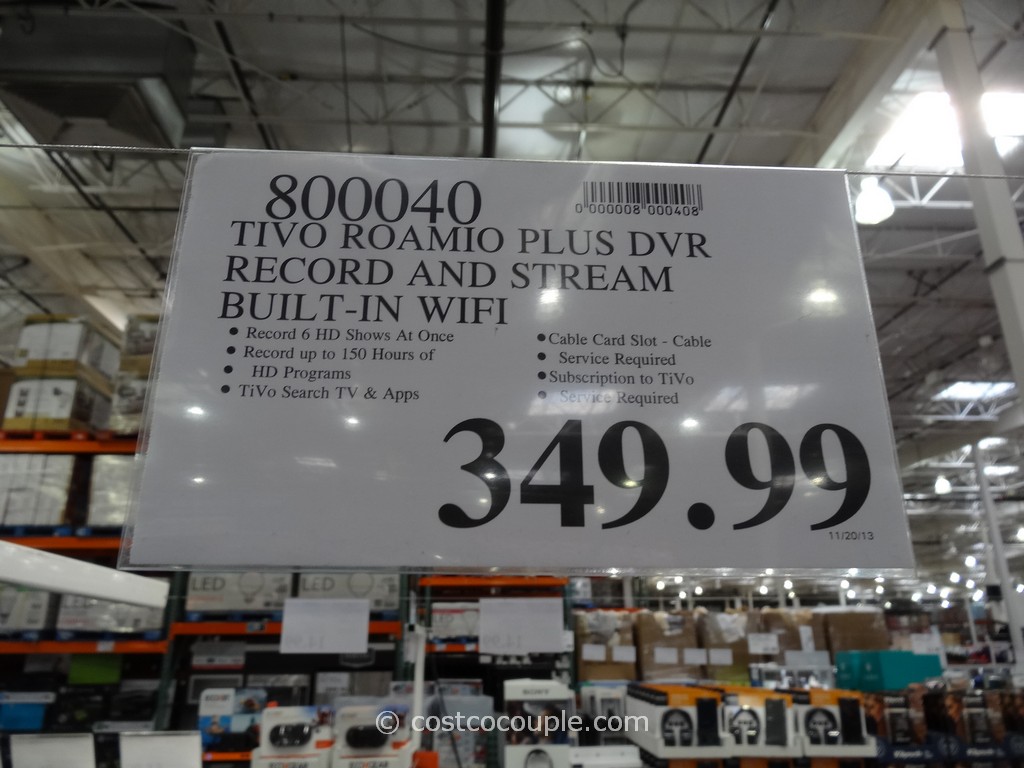 800040
0 000008 000408
TIVO ROAMIO PLUS DVR
RECORD AND STREAM
BUILT-IN WIFI
• Record 6 HD Shows At Once
• Record up to 150 Hours of
• HD Programs
• TiVo Search TV & Apps
• Cable Card Slot - Cable
• Service Required
• Subscription to TiVo
• Service Required
349.99
11/20/13
LED
LED
SONY
© costcocouple.com